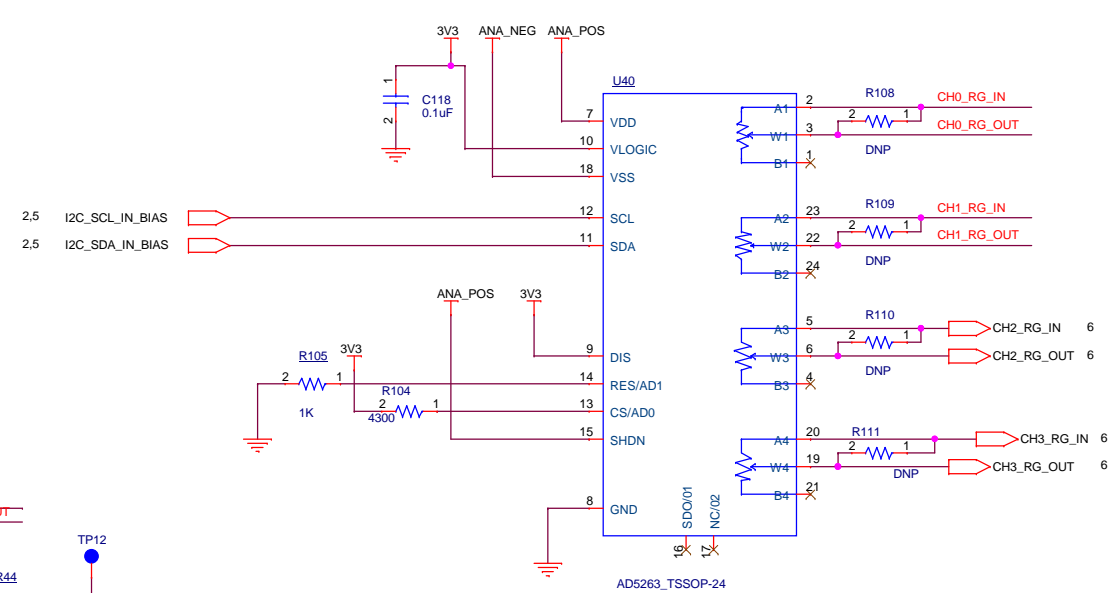 3V3 ANA_NEG ANA_POS
U40
1
C118
0.1uF
2
7 VDD
10 VLOGIC
18 VSS
2,5 I2C_SCL_IN_BIAS 12 SCL
2,5 I2C_SDA_IN_BIAS 11 SDA
ANA_POS 3V3
9 DIS
R105 3V3
2 1 14 RES/AD1
1K
R104
2 1 13 CS/AD0
4300
15 SHDN
8 GND
A1 2 R108 CH0_RG_IN
2 1
W1 3 CH0_RG_OUT
DNP
B1 1
A2 23 R109 CH1_RG_IN
2 1
W2 22 CH1_RG_OUT
DNP
B2 24
A3 5 R110 CH2_RG_IN 6
2 1
W3 6 CH2_RG_OUT 6
DNP
B3 4
A4 20 R111 CH3_RG_IN 6
2 1
W4 19 CH3_RG_OUT 6
DNP
B4 21
SDO/01 NC/02
16 17
AD5263_TSSOP-24
UT
TP12
R44